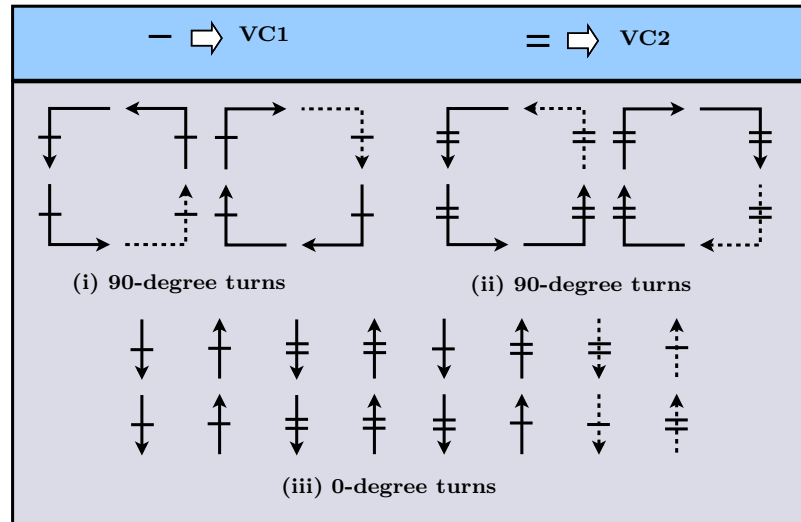 VC1
VC2
(i) 90-degree turns
(ii) 90-degree turns
(iii) 0-degree turns